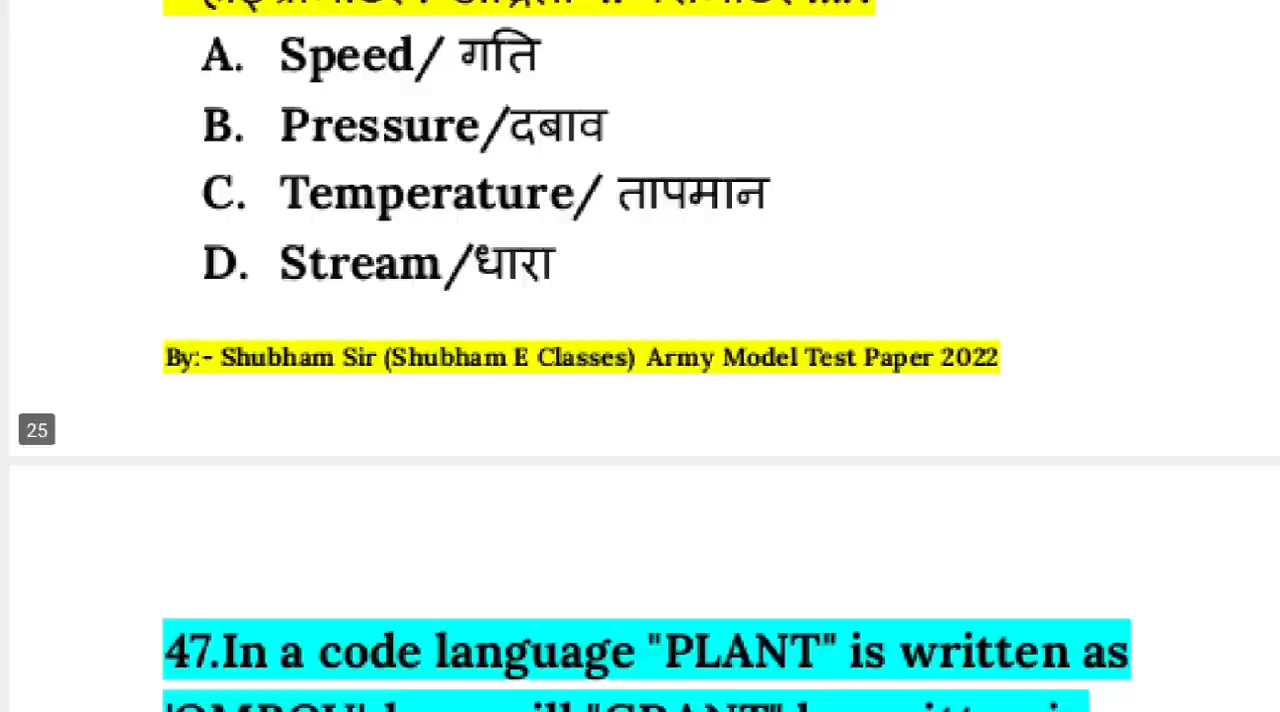 A. Speed/ गति
B. Pressure/दबाव
C. Temperature/ तापमान
D. Stream/धारा
By:- Shubham Sir (Shubham E Classes) Army Model Test Paper 2022
25
47.In a code language "PLANT" is written as